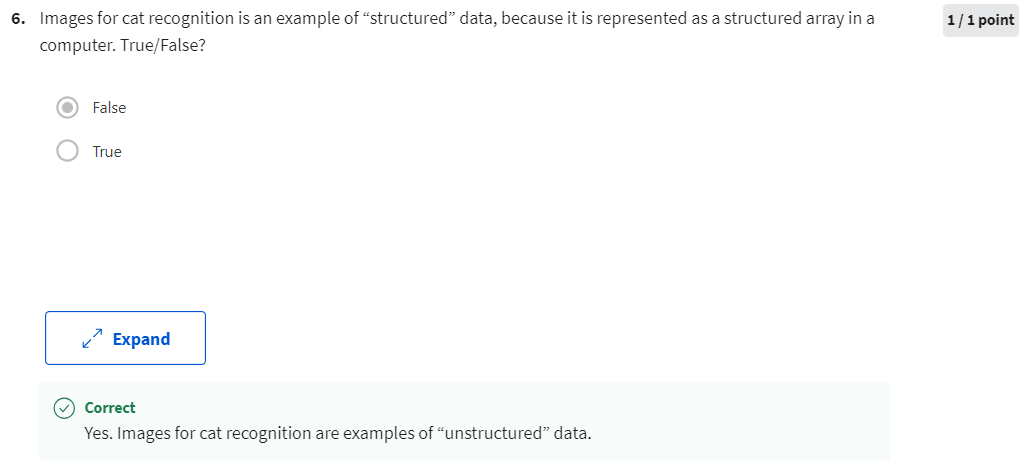 6. Images for cat recognition is an example of “structured” data, because it is represented as a structured array in a
1 / 1 point
computer. True/False?
False
True
Expand
Correct
Yes. Images for cat recognition are examples of “unstructured” data.